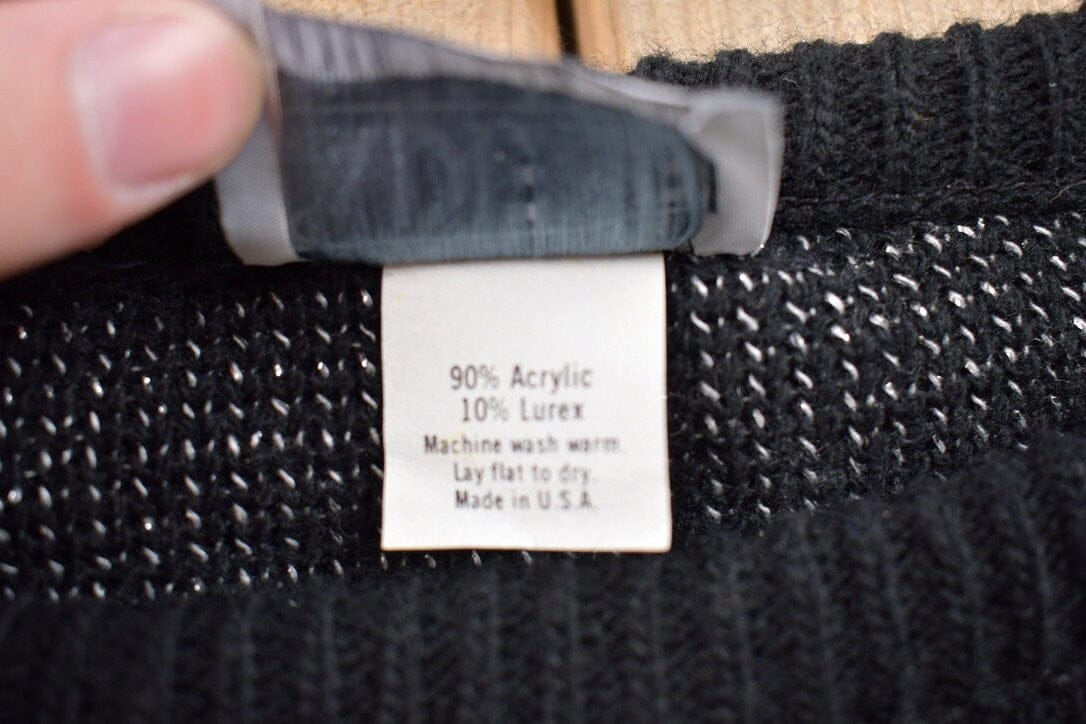 90% Acrylic
10% Lurex
Machine wash warm.
Lay flat to dry.
Made in U.S.A.